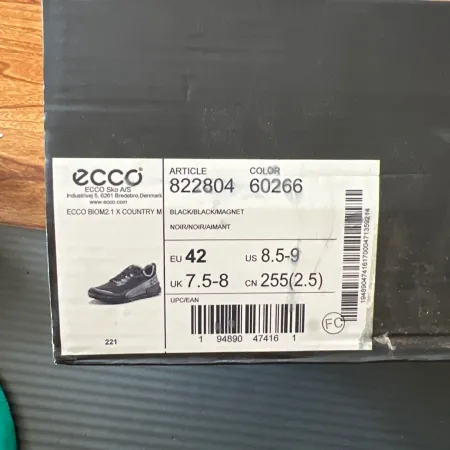 ecco
ECCO Sko A/S
Industrivej 5, 6261 Bredebro, Denmark
www.ecco.com
ECCO BIOM2.1 X COUNTRY M
221
ARTICLE COLOR
822804 60266
BLACK/BLACK/MAGNET
NOIR/NOIR/AIMANT
EU 42 US 8.5-9
UK 7.5-8 CN 255(2.5)
UPC/EAN
1 94890 47416 1
FC